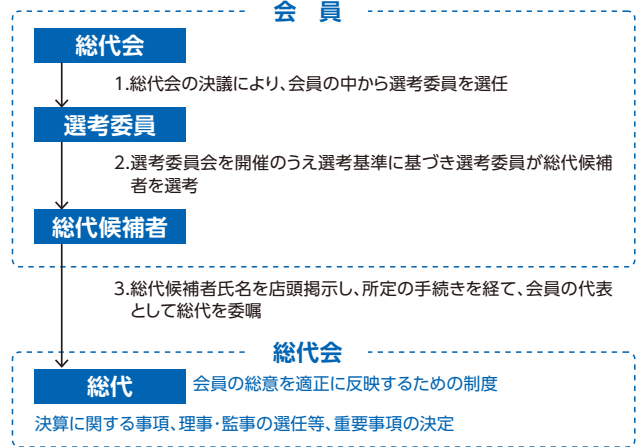 会　員
総代会
1.総代会の決議により、会員の中から選考委員を選任
選考委員
2.選考委員会を開催のうえ選考基準に基づき選考委員が総代候補
者を選考
総代候補者
3.総代候補者氏名を店頭掲示し、所定の手続きを経て、会員の代表
として総代を委嘱
総代会
総代
会員の総意を適正に反映するための制度
決算に関する事項、理事・監事の選任等、重要事項の決定